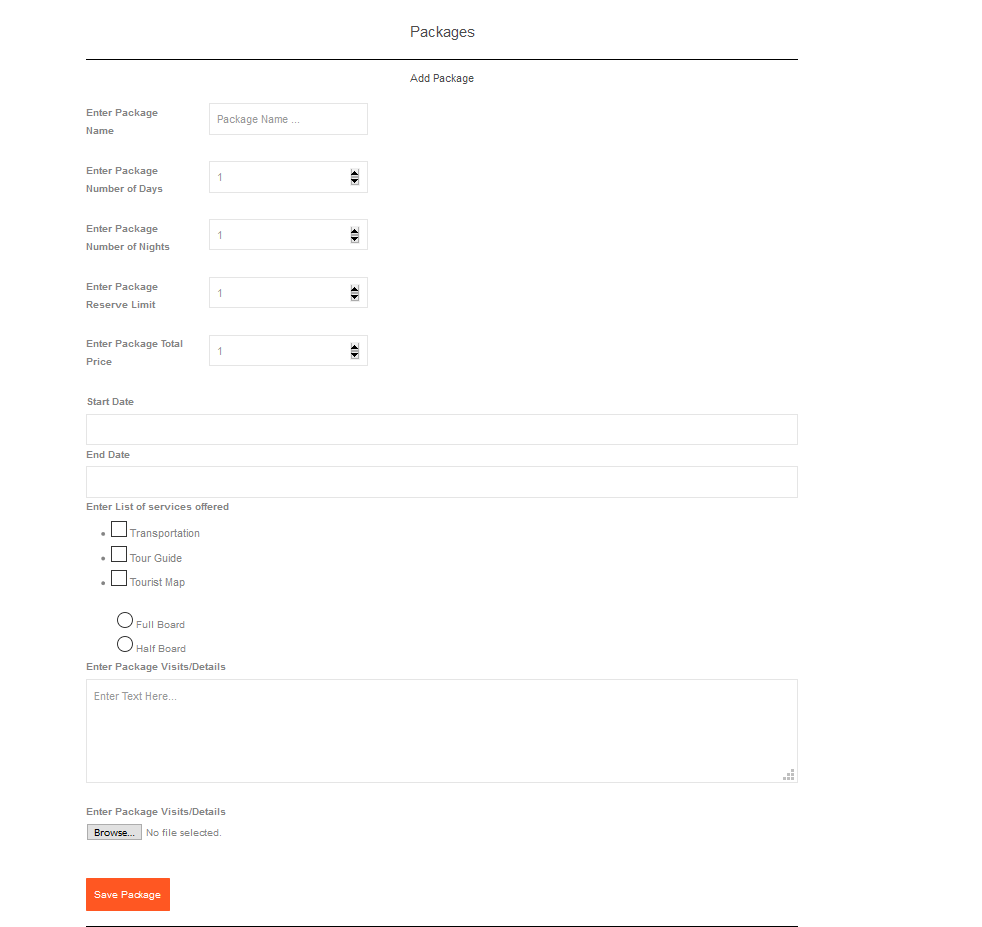 Packages
Add Package
Enter Package
Name
Package Name ...
Enter Package
Number of Days
1
Enter Package
Number of Nights
1
Enter Package
Reserve Limit
1
Enter Package Total
Price
1
Start Date
End Date
Enter List of services offered
Transportation
Tour Guide
Tourist Map
Full Board
Half Board
Enter Package Visits/Details
Enter Text Here...
Enter Package Visits/Details
Browse... No file selected.
Save Package